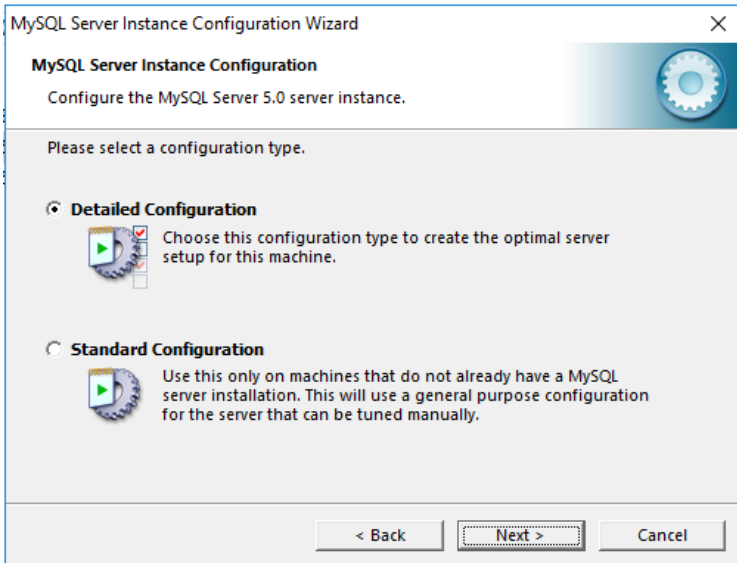 MySQL Server Instance Configuration Wizard
MySQL Server Instance Configuration
Configure the MySQL Server 5.0 server instance.
Please select a configuration type.
Detailed Configuration
Choose this configuration type to create the optimal server
setup for this machine.
Standard Configuration
Use this only on machines that do not already have a MySQL
server installation. This will use a general purpose configuration
for the server that can be tuned manually.
< Back
Next >
Cancel